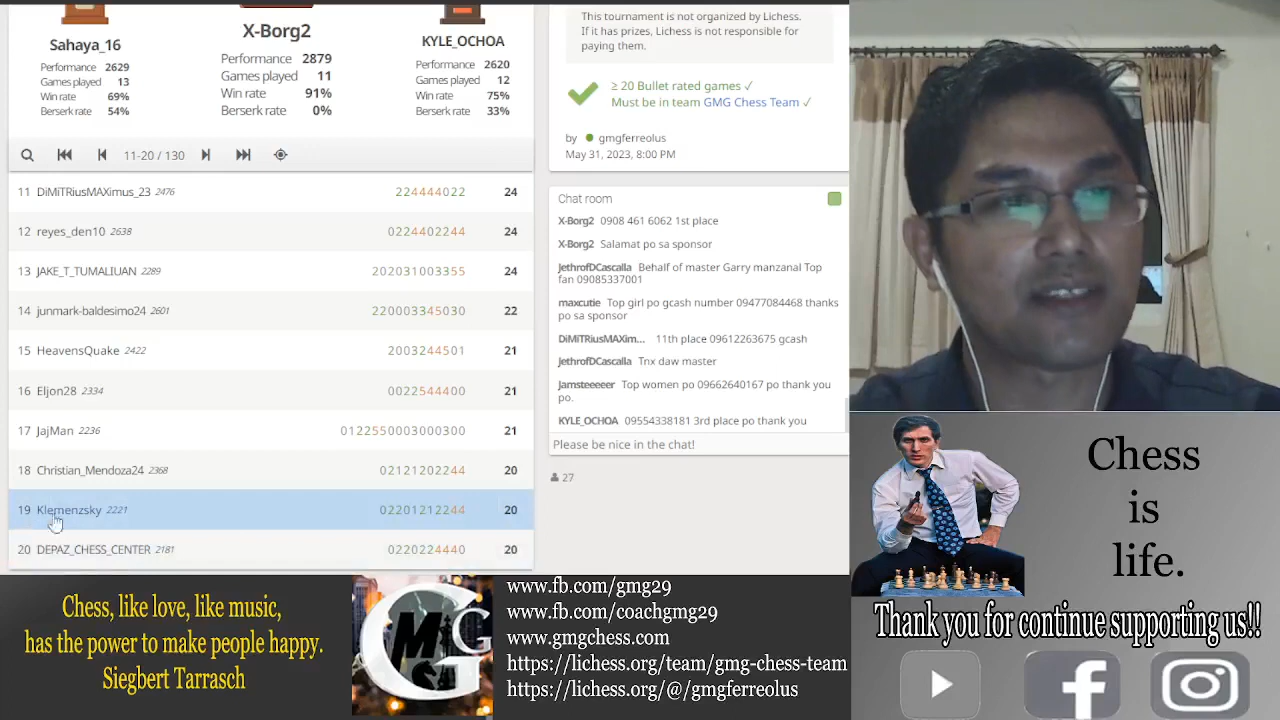 Sahaya_16
Performance 2629
Games played 13
Win rate 69%
Berserk rate 54%
X-Borg2
Performance 2879
Games played 11
Win rate 91%
Berserk rate 0%
KYLE_OCHOA
Performance 2620
Games played 12
Win rate 75%
Berserk rate 33%
11-20 / 130
11 DiMiTRiusMAXimus_23 2476 224444022 24
12 reyes_den10 2638 0224402244 24
13 JAKE_T_TUMALIUAN 2289 202031003355 24
14 junmark-baldesimo24 2601 220003345030 22
15 HeavensQuake 2422 2003244501 21
16 Eljon28 2334 0022544400 21
17 JajMan 2236 0122550003000300 21
18 Christian_Mendoza24 2368 02121202244 20
19 Klemenzsky 2221 02201212244 20
20 DEPAZ_CHESS_CENTER 2181 0220224440 20
This tournament is not organized by Lichess.
If it has prizes, Lichess is not responsible for
paying them.
≥ 20 Bullet rated games ✓
Must be in team GMG Chess Team ✓
by gmgferreolus
May 31, 2023, 8:00 PM
Chat room
X-Borg2 0908 461 6062 1st place
X-Borg2 Salamat po sa sponsor
JethrofDCascalla Behalf of master Garry manzanal Top
fan 09085337001
maxcutie Top girl po gcash number 09477084468 thanks
po sa sponsor
DiMiTRiusMAXim... 11th place 09612263675 gcash
JethrofDCascalla Tnx daw master
Jamsteeeeer Top women po 09662640167 po thank you
po.
KYLE_OCHOA 09554338181 3rd place po thank you
Please be nice in the chat!
27
Chess
is
life.
Thank you for continue supporting us!!
Chess, like love, like music,
has the power to make people happy.
Siegbert Tarrasch
GMG
www.fb.com/gmg29
www.fb.com/coachgmg29
www.gmgchess.com
https://lichess.org/team/gmg-chess-team
https://lichess.org/@/gmgferreolus